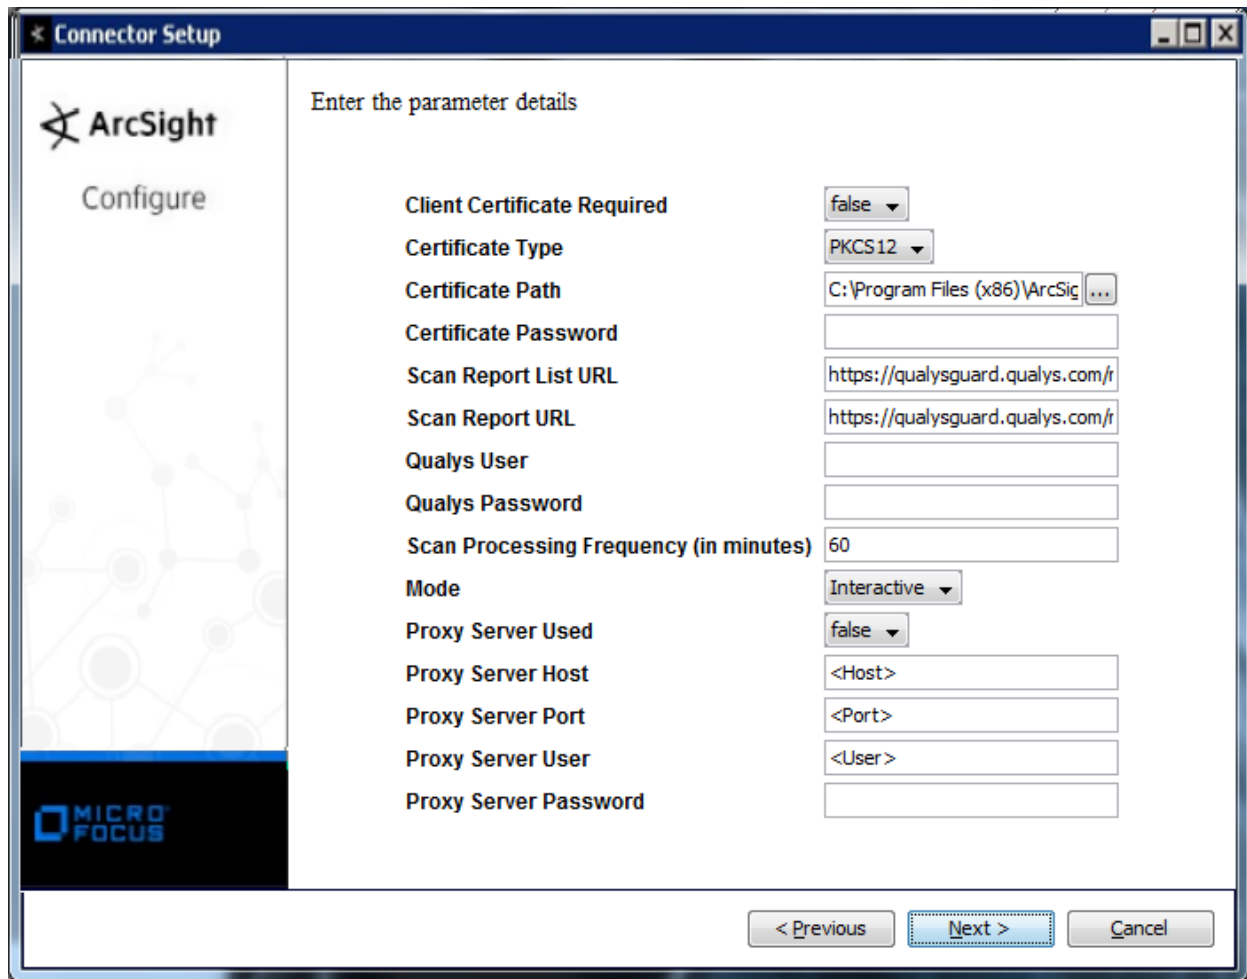 Connector Setup
ArcSight
Configure
Enter the parameter details
Client Certificate Required false
Certificate Type PKCS12
Certificate Path C:\Program Files (x86)\ArcSig ...
Certificate Password
Scan Report List URL https://qualysguard.qualys.com/r
Scan Report URL https://qualysguard.qualys.com/r
Qualys User
Qualys Password
Scan Processing Frequency (in minutes) 60
Mode Interactive
Proxy Server Used false
Proxy Server Host <Host>
Proxy Server Port <Port>
Proxy Server User <User>
Proxy Server Password
MICRO
FOCUS
< Previous Next > Cancel